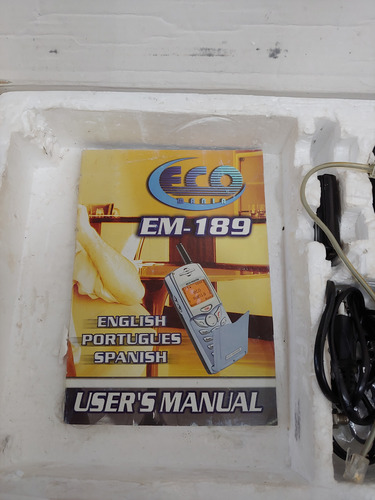 ECO
EM-189
ENGLISH
PORTUGUES
SPANISH
USER'S MANUAL